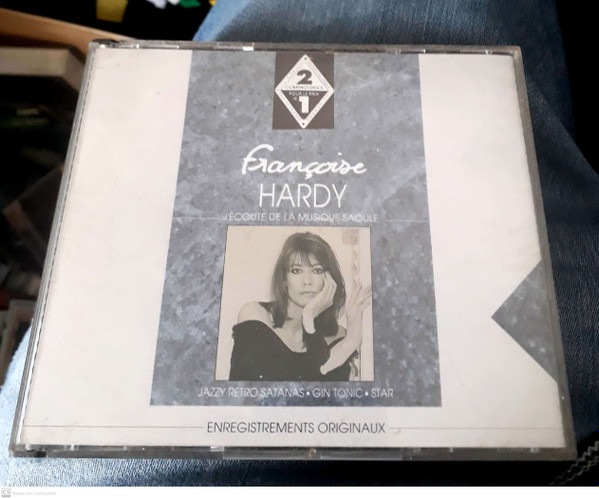 2
COMPACT DISCS
POUR LE PRIX
1
Françoise
HARDY
J'ÉCOUTE DE LA MUSIQUE SAOULE
JAZZY RETRO SATANAS • GIN TONIC • STAR
ENREGISTREMENTS ORIGINAUX